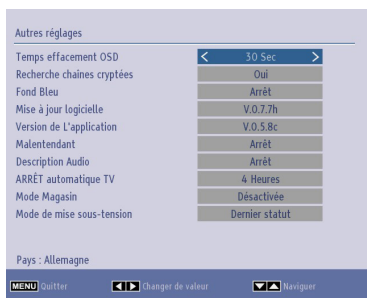 Autres réglages
Temps effacement OSD < 30 Sec >
Recherche chaînes cryptées Oui
Fond Bleu Arrêt
Mise à jour logicielle V.0.7.7h
Version de L'application V.0.5.8c
Malentendant Arrêt
Description Audio Arrêt
ARRÊT automatique TV 4 Heures
Mode Magasin Désactivée
Mode de mise sous-tension Dernier statut
Pays : Allemagne
MENU Quitter ◀ ▶ Changer de valeur ▼ ▲ Naviguer